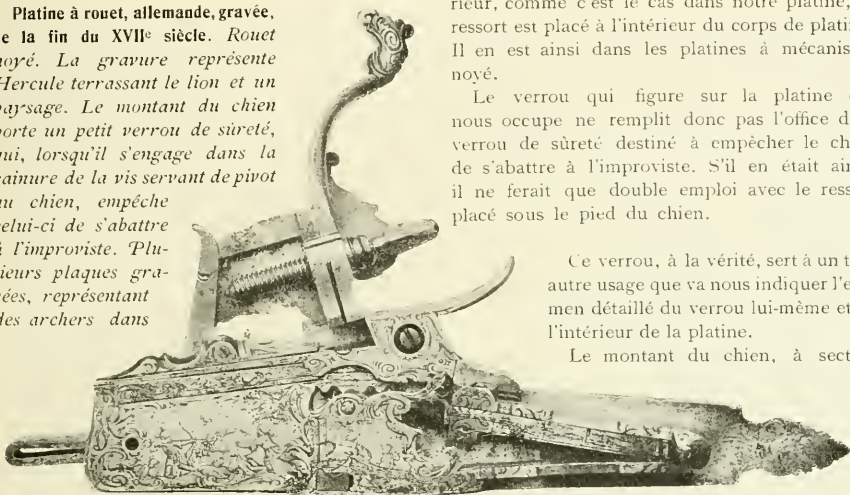 Platine à rouet, allemande, gravée,
e la fin du XVIIe siècle. Rouet
noyé. La gravure représente
Hercule terrassant le lion et un
paysage. Le montant du chien
porte un petit verrou de sûreté,
ui, lorsqu'il s'engage dans la
rainure de la vis servant de pivot
au chien, empêche
celui-ci de s'abattre
à l'improviste. Plu-
sieurs plaques gra-
vées, représentant
des archers dans
rieur, comme c'est le cas dans notre platine,
ressort est placé à l'intérieur du corps de platin
Il en est ainsi dans les platines à mécanis
noyé.
Le verrou qui figure sur la platine
nous occupe ne remplit donc pas l'office d
verrou de sûreté destiné à empêcher le ch
de s'abattre à l'improviste. S'il en était ain
il ne ferait que double emploi avec le ress
placé sous le pied du chien.
Ce verrou, à la vérité, sert à un t
autre usage que va nous indiquer l'e
men détaillé du verrou lui-même et
l'intérieur de la platine.
Le montant du chien, à sect